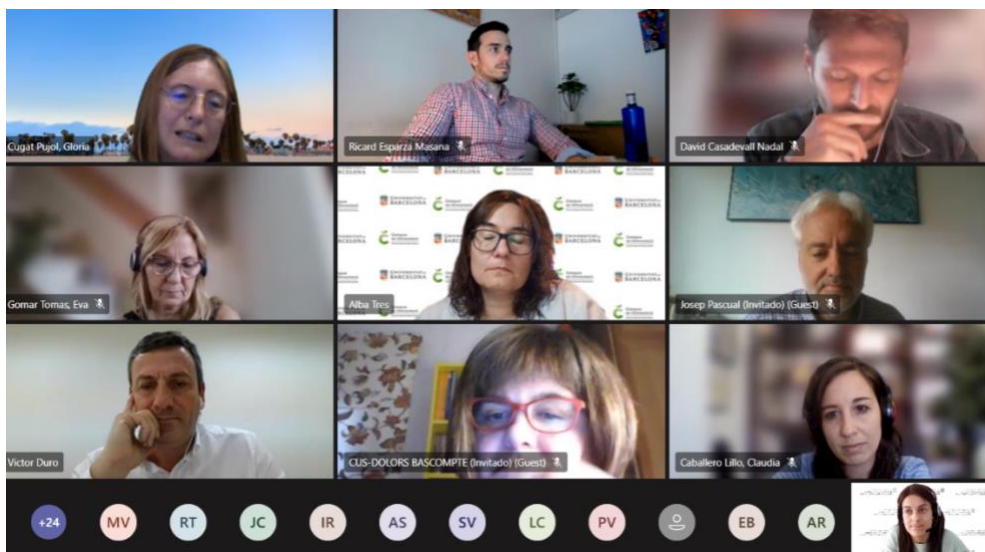 Cugat Pujol, Gloria
Ricard Esparza Masana
David Casadevall Nadal
Gomar Tomas, Eva
UNIVERSITAT DE
BARCELONA
Alba Tres
Josep Pascual (Invitado) (Guest)
Victor Duro
CUS-DOLORS BASCOMPTE (Invitado) (Guest)
Caballero Lillo, Claudia
+24
MV
RT
JC
IR
AS
SV
LC
PV
EB
AR